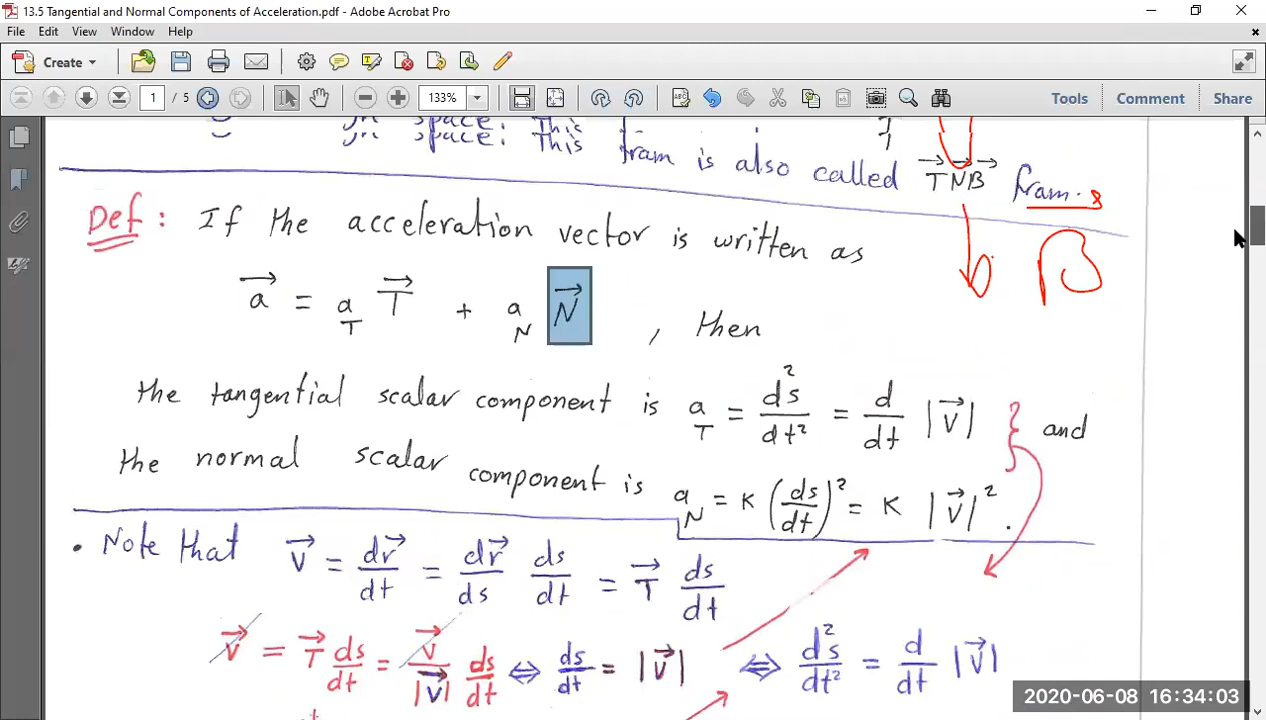 13.5 Tangential and Normal Components of Acceleration.pdf - Adobe Acrobat Pro
File Edit View Window Help
Create
1 / 5 133% Tools Comment Share
in space. This
fram is also called TNB fram. s
B
Def: If the acceleration vector is written as
a⃗ = a_T T⃗ + a_N N⃗ , then
the tangential scalar component is a_T = d²s/dt² = d/dt |v⃗| and
the normal scalar component is a_N = K (ds/dt)² = K |v⃗|² .
• Note that v⃗ = dr⃗/dt = dr⃗/ds ds/dt = T⃗ ds/dt
v⃗ = T⃗ ds/dt = v⃗/|v⃗| ds/dt ⇔ ds/dt = |v⃗| ⇔ d²s/dt² = d/dt |v⃗|
2020-06-08 16:34:03